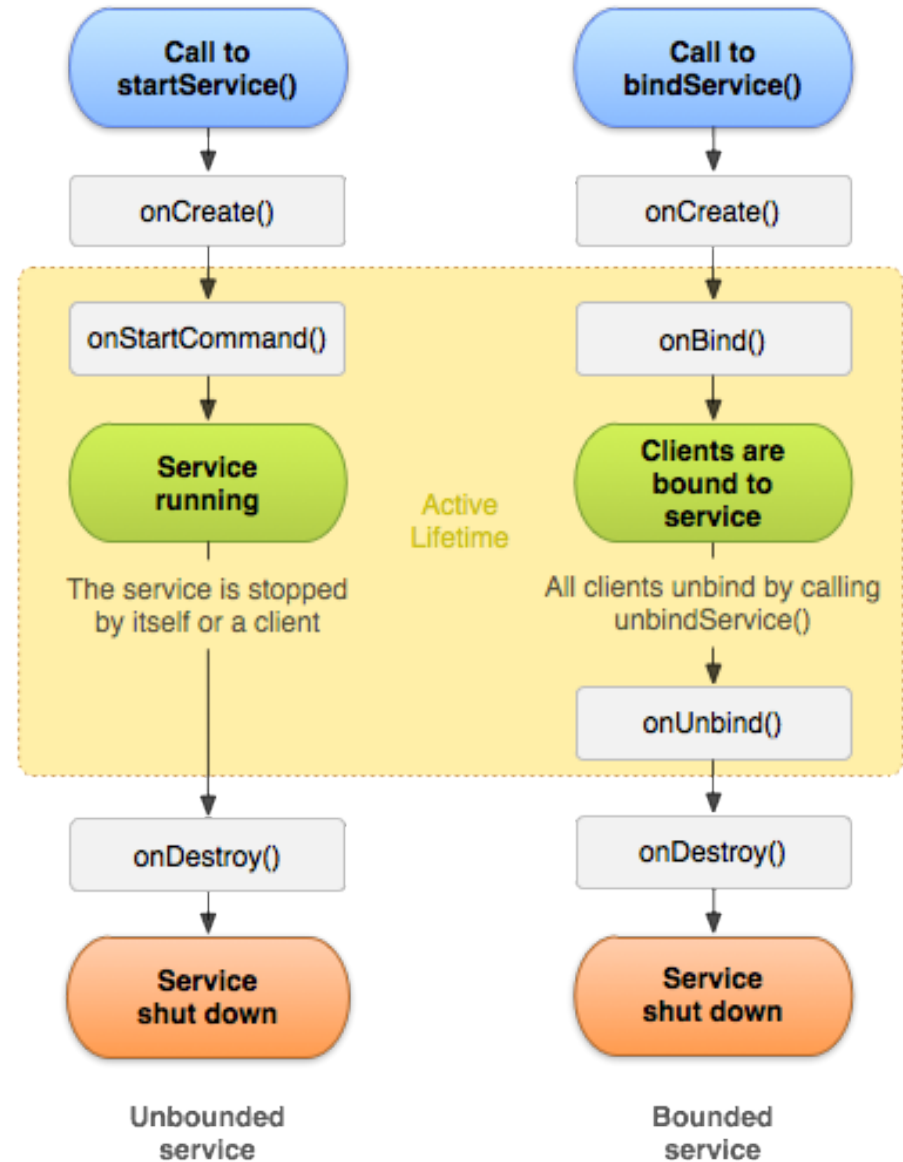 Call to
startService()
onCreate()
onStartCommand()
Service
running
The service is stopped
by itself or a client
onDestroy()
Service
shut down
Unbounded
service
Active
Lifetime
Call to
bindService()
onCreate()
onBind()
Clients are
bound to
service
All clients unbind by calling
unbindService()
onUnbind()
onDestroy()
Service
shut down
Bounded
service